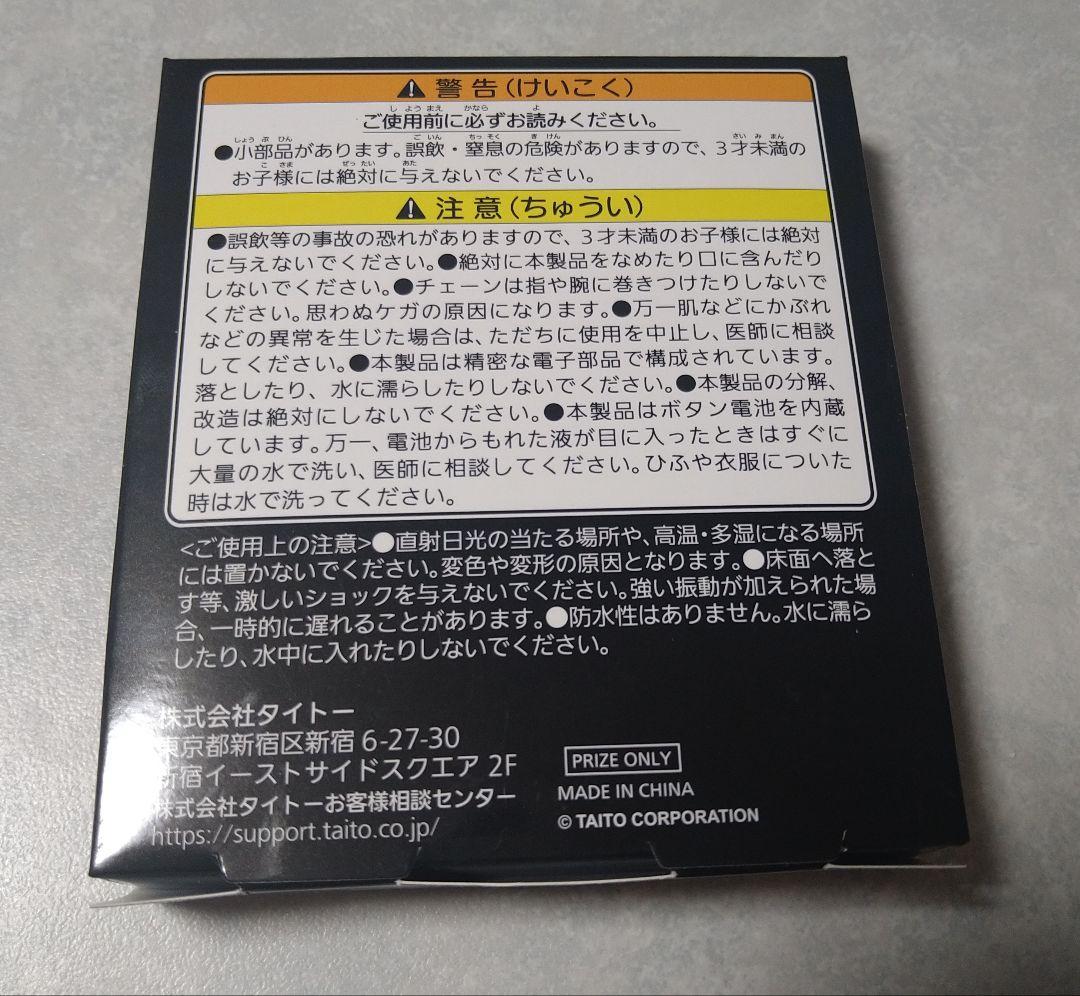 ⚠ 警告(けいこく)
ご使用前に必ずお読みください。
●小部品があります。誤飲・窒息の危険がありますので、3才未満の
お子様には絶対に与えないでください。
⚠ 注意(ちゅうい)
●誤飲等の事故の恐れがありますので、3才未満のお子様には絶対
に与えないでください。●絶対に本製品をなめたり口に含んだり
しないでください。●チェーンは指や腕に巻きつけたりしないで
ください。思わぬケガの原因になります。●万一肌などにかぶれ
などの異常を生じた場合は、ただちに使用を中止し、医師に相談
してください。●本製品は精密な電子部品で構成されています。
落としたり、水に濡らしたりしないでください。●本製品の分解、
改造は絶対にしないでください。●本製品はボタン電池を内蔵
しています。万一、電池からもれた液が目に入ったときはすぐに
大量の水で洗い、医師に相談してください。ひふや衣服についた
時は水で洗ってください。
<ご使用上の注意>●直射日光の当たる場所や、高温・多湿になる場所
には置かないでください。変色や変形の原因となります。●床面へ落と
す等、激しいショックを与えないでください。強い振動が加えられた場
合、一時的に遅れることがあります。●防水性はありません。水に濡ら
したり、水中に入れたりしないでください。
株式会社タイトー
東京都新宿区新宿 6-27-30
新宿イーストサイドスクエア 2F
株式会社タイトーお客様相談センター
https://support.taito.co.jp/
PRIZE ONLY
MADE IN CHINA
© TAITO CORPORATION